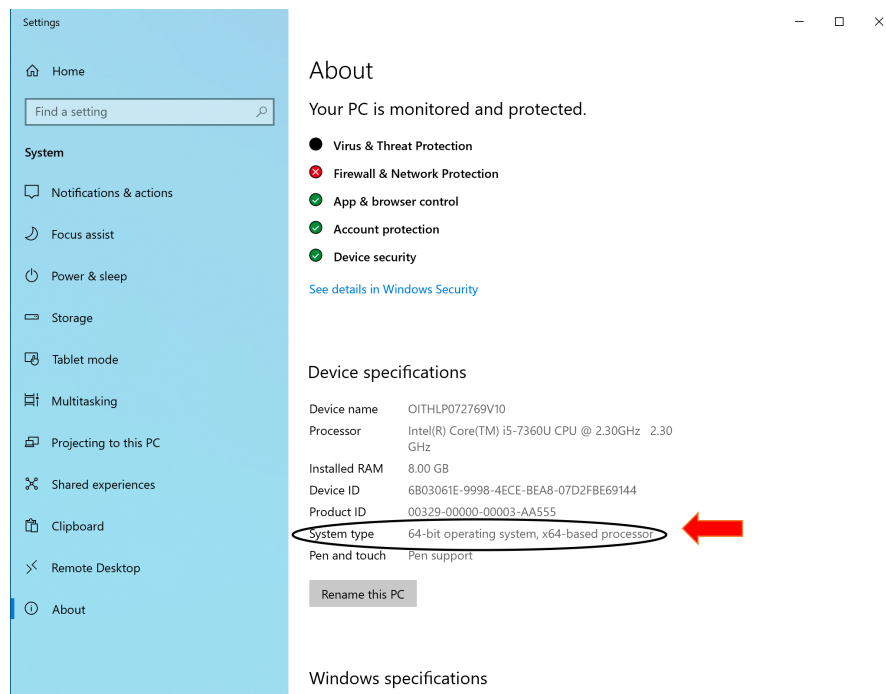 Settings
Home
Find a setting
System
Notifications & actions
Focus assist
Power & sleep
Storage
Tablet mode
Multitasking
Projecting to this PC
Shared experiences
Clipboard
Remote Desktop
About
About
Your PC is monitored and protected.
Virus & Threat Protection
Firewall & Network Protection
App & browser control
Account protection
Device security
See details in Windows Security
Device specifications
Device name OITHLP072769V10
Processor Intel(R) Core(TM) i5-7360U CPU @ 2.30GHz 2.30
GHz
Installed RAM 8.00 GB
Device ID 6B03061E-9998-4ECE-BEA8-07D2FBE69144
Product ID 00329-00000-00003-AA555
System type 64-bit operating system, x64-based processor
Pen and touch Pen support
Rename this PC
Windows specifications